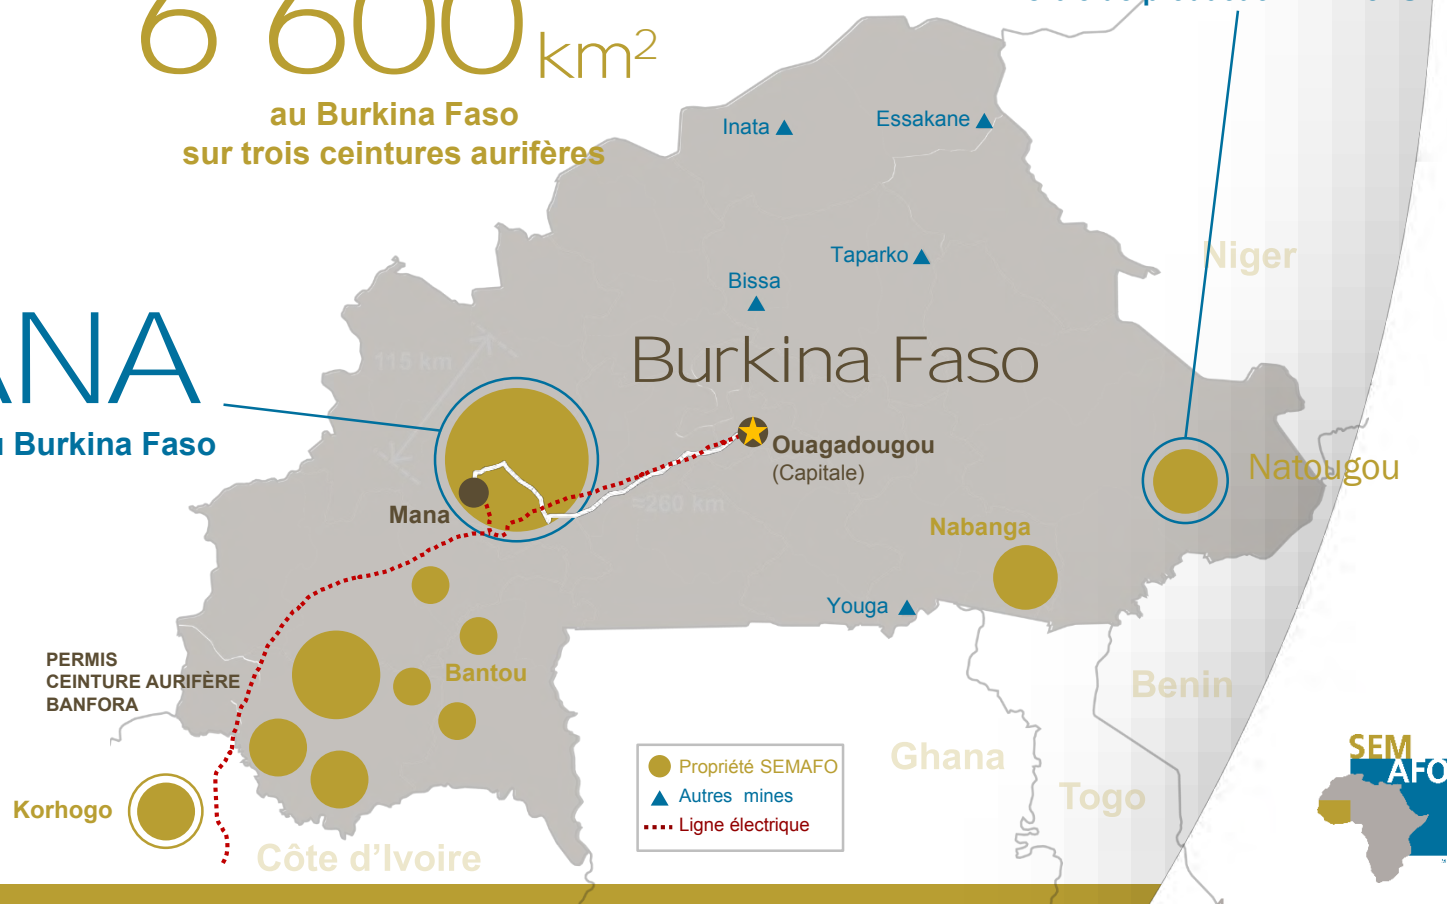 6 600 km²
au Burkina Faso
sur trois ceintures aurifères
Inata
Essakane
Niger
Taparko
Bissa
115 km
Burkina Faso
Burkina Faso
Ouagadougou
(Capitale)
Natougou
≈260 km
Mana
Nabanga
Youga
PERMIS
CEINTURE AURIFÈRE
BANFORA
Bantou
Benin
Ghana
Togo
Propriété SEMAFO
Autres mines
Ligne électrique
Korhogo
Côte d'Ivoire
SEM
AFO